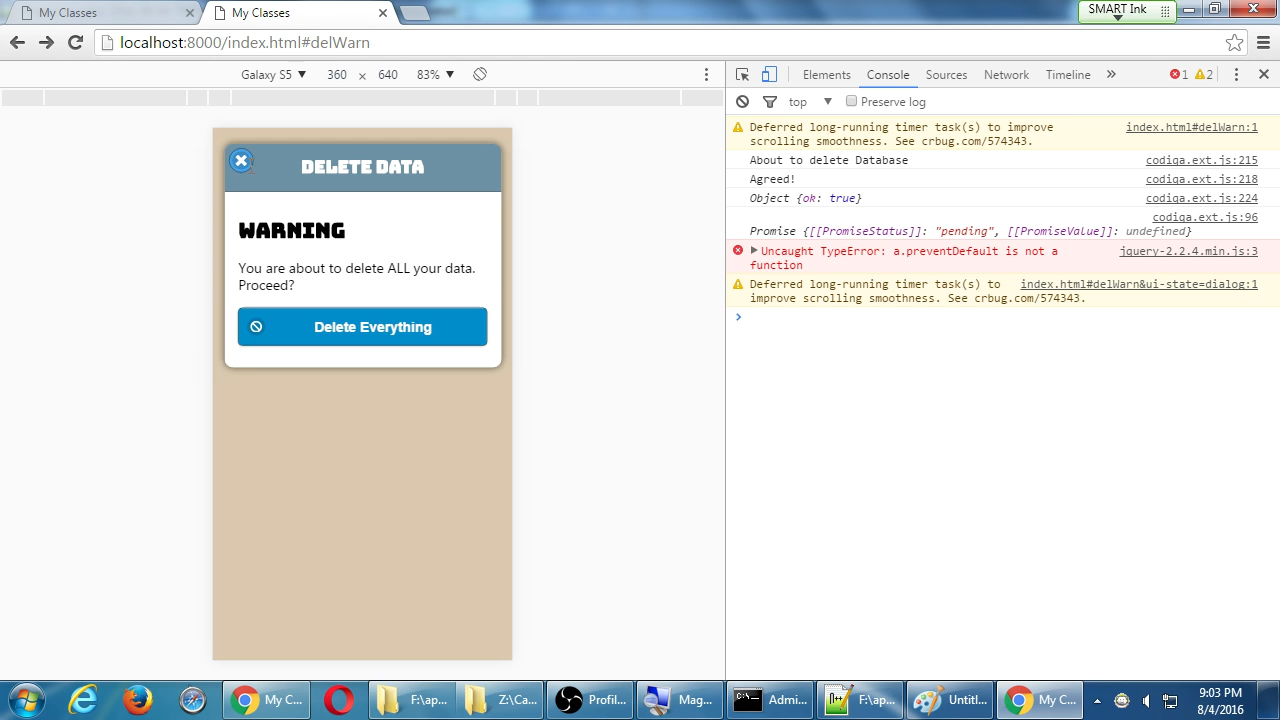 My Classes
My Classes
SMART Ink
localhost:8000/index.html#delWarn
Galaxy S5 ▼ 360 × 640 83% ▼
Elements Console Sources Network Timeline » 1 2
top ▼ Preserve log
DELETE DATA
WARNING
You are about to delete ALL your data.
Proceed?
Delete Everything
Deferred long-running timer task(s) to improve index.html#delWarn:1
scrolling smoothness. See crbug.com/574343.
About to delete Database codiqa.ext.js:215
Agreed! codiqa.ext.js:218
Object {ok: true} codiqa.ext.js:224
codiqa.ext.js:96
Promise {[[PromiseStatus]]: "pending", [[PromiseValue]]: undefined}
Uncaught TypeError: a.preventDefault is not a jquery-2.2.4.min.js:3
function
Deferred long-running timer task(s) to index.html#delWarn&ui-state=dialog:1
improve scrolling smoothness. See crbug.com/574343.
>
My C... F:\ap... Z:\Ca... Profil... Mag... Admi... F:\ap... Untitl... My C...
9:03 PM
8/4/2016